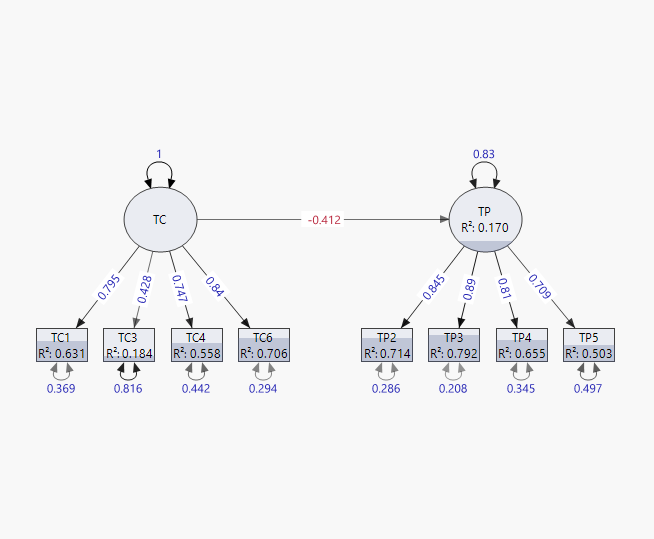 1
0.83
TC
-0.412
TP
R²: 0.170
0.795
0.428
0.747
0.84
0.845
0.89
0.81
0.709
TC1
R²: 0.631
TC3
R²: 0.184
TC4
R²: 0.558
TC6
R²: 0.706
TP2
R²: 0.714
TP3
R²: 0.792
TP4
R²: 0.655
TP5
R²: 0.503
0.369
0.816
0.442
0.294
0.286
0.208
0.345
0.497